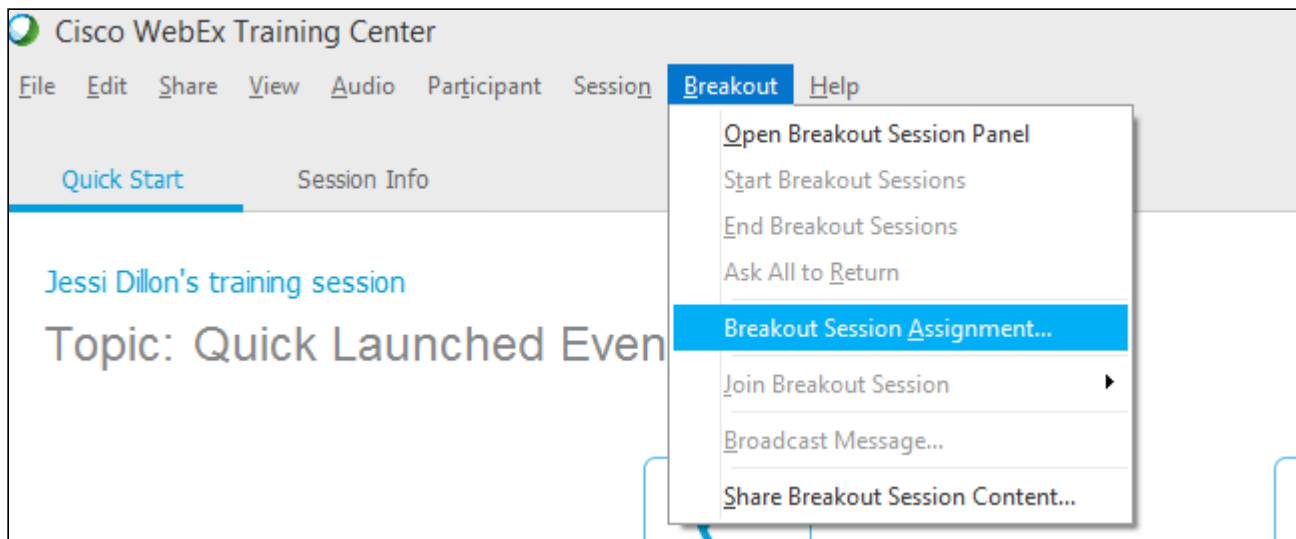 Cisco WebEx Training Center
File Edit Share View Audio Participant Session Breakout Help
Quick Start Session Info
Jessi Dillon's training session
Topic: Quick Launched Even
Open Breakout Session Panel
Start Breakout Sessions
End Breakout Sessions
Ask All to Return
Breakout Session Assignment...
Join Breakout Session
Broadcast Message...
Share Breakout Session Content...